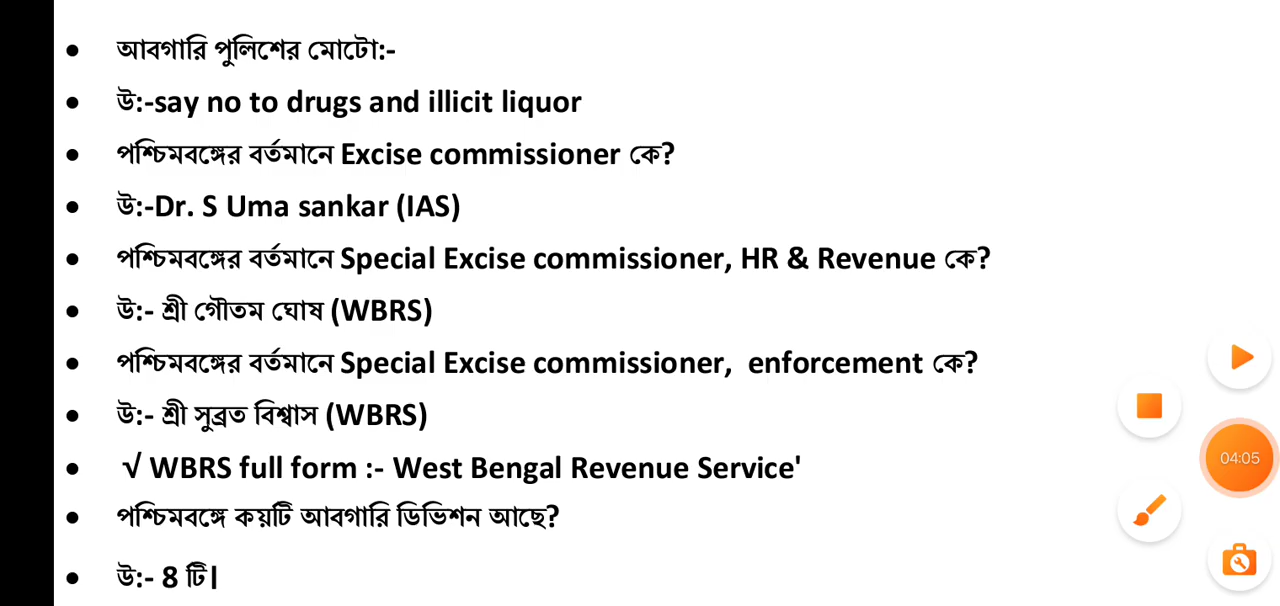 • আবগারি পুলিশের মোটো:-
• উ:-say no to drugs and illicit liquor
• পশ্চিমবঙ্গের বর্তমানে Excise commissioner কে?
• উ:-Dr. S Uma sankar (IAS)
• পশ্চিমবঙ্গের বর্তমানে Special Excise commissioner, HR & Revenue কে?
• উ:- শ্রী গৌতম ঘোষ (WBRS)
• পশ্চিমবঙ্গের বর্তমানে Special Excise commissioner,  enforcement কে?
• উ:- শ্রী সুব্রত বিশ্বাস (WBRS)
• √ WBRS full form :- West Bengal Revenue Service'
• পশ্চিমবঙ্গে কয়টি আবগারি ডিভিশন আছে?
• উ:- 8 টি।
04:05